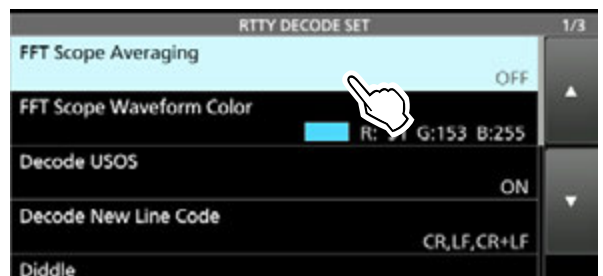 RTTY DECODE SET 1/3
FFT Scope Averaging
OFF
FFT Scope Waveform Color
R: G:153 B:255
Decode USOS
ON
Decode New Line Code
CR,LF,CR+LF
Diddle